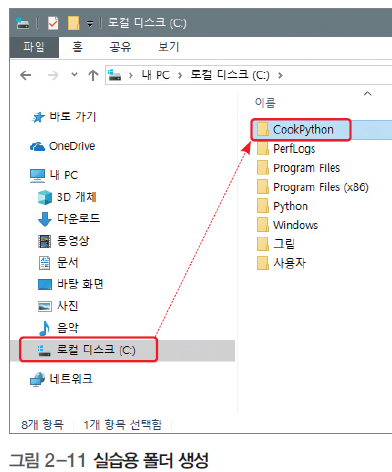 로컬 디스크 (C:)
파일 홈 공유 보기
내 PC > 로컬 디스크 (C:) >
이름
바로 가기
OneDrive
내 PC
3D 개체
다운로드
동영상
문서
바탕 화면
사진
음악
로컬 디스크 (C:)
네트워크
CookPython
PerfLogs
Program Files
Program Files (x86)
Python
Windows
그림
사용자
8개 항목 1개 항목 선택함
그림 2-11 실습용 폴더 생성